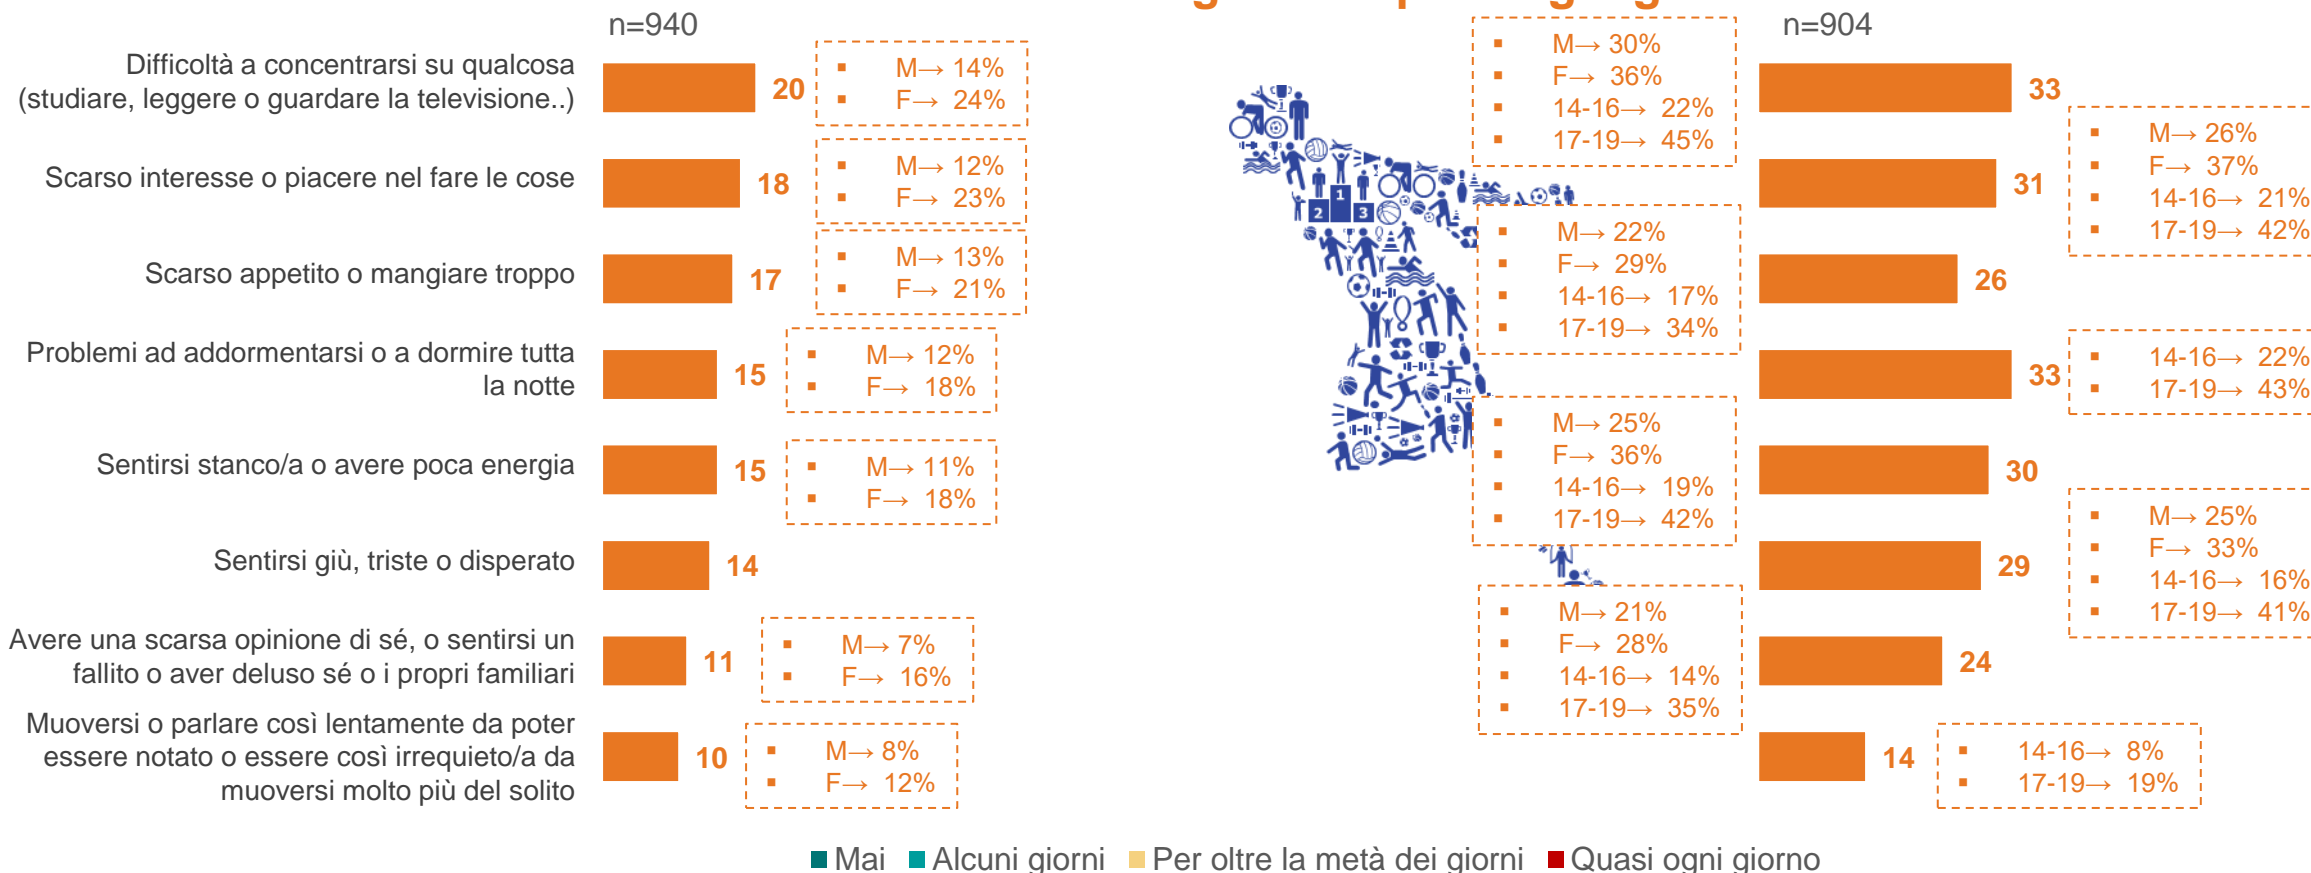 n=940
n=904
Difficoltà a concentrarsi su qualcosa
(studiare, leggere o guardare la televisione..)
20
▪ M→ 14%
▪ F→ 24%
▪ M→ 30%
▪ F→ 36%
▪ 14-16→ 22%
▪ 17-19→ 45%
33
Scarso interesse o piacere nel fare le cose
18
▪ M→ 12%
▪ F→ 23%
31
▪ M→ 26%
▪ F→ 37%
▪ 14-16→ 21%
▪ 17-19→ 42%
Scarso appetito o mangiare troppo
17
▪ M→ 13%
▪ F→ 21%
▪ M→ 22%
▪ F→ 29%
▪ 14-16→ 17%
▪ 17-19→ 34%
26
Problemi ad addormentarsi o a dormire tutta
la notte
15
▪ M→ 12%
▪ F→ 18%
33
▪ 14-16→ 22%
▪ 17-19→ 43%
Sentirsi stanco/a o avere poca energia
15
▪ M→ 11%
▪ F→ 18%
▪ M→ 25%
▪ F→ 36%
▪ 14-16→ 19%
▪ 17-19→ 42%
30
Sentirsi giù, triste o disperato
14
29
▪ M→ 25%
▪ F→ 33%
▪ 14-16→ 16%
▪ 17-19→ 41%
Avere una scarsa opinione di sé, o sentirsi un
fallito o aver deluso sé o i propri familiari
11
▪ M→ 7%
▪ F→ 16%
▪ M→ 21%
▪ F→ 28%
▪ 14-16→ 14%
▪ 17-19→ 35%
24
Muoversi o parlare così lentamente da poter
essere notato o essere così irrequieto/a da
muoversi molto più del solito
10
▪ M→ 8%
▪ F→ 12%
14
▪ 14-16→ 8%
▪ 17-19→ 19%
1
2 3
Mai Alcuni giorni Per oltre la metà dei giorni Quasi ogni giorno